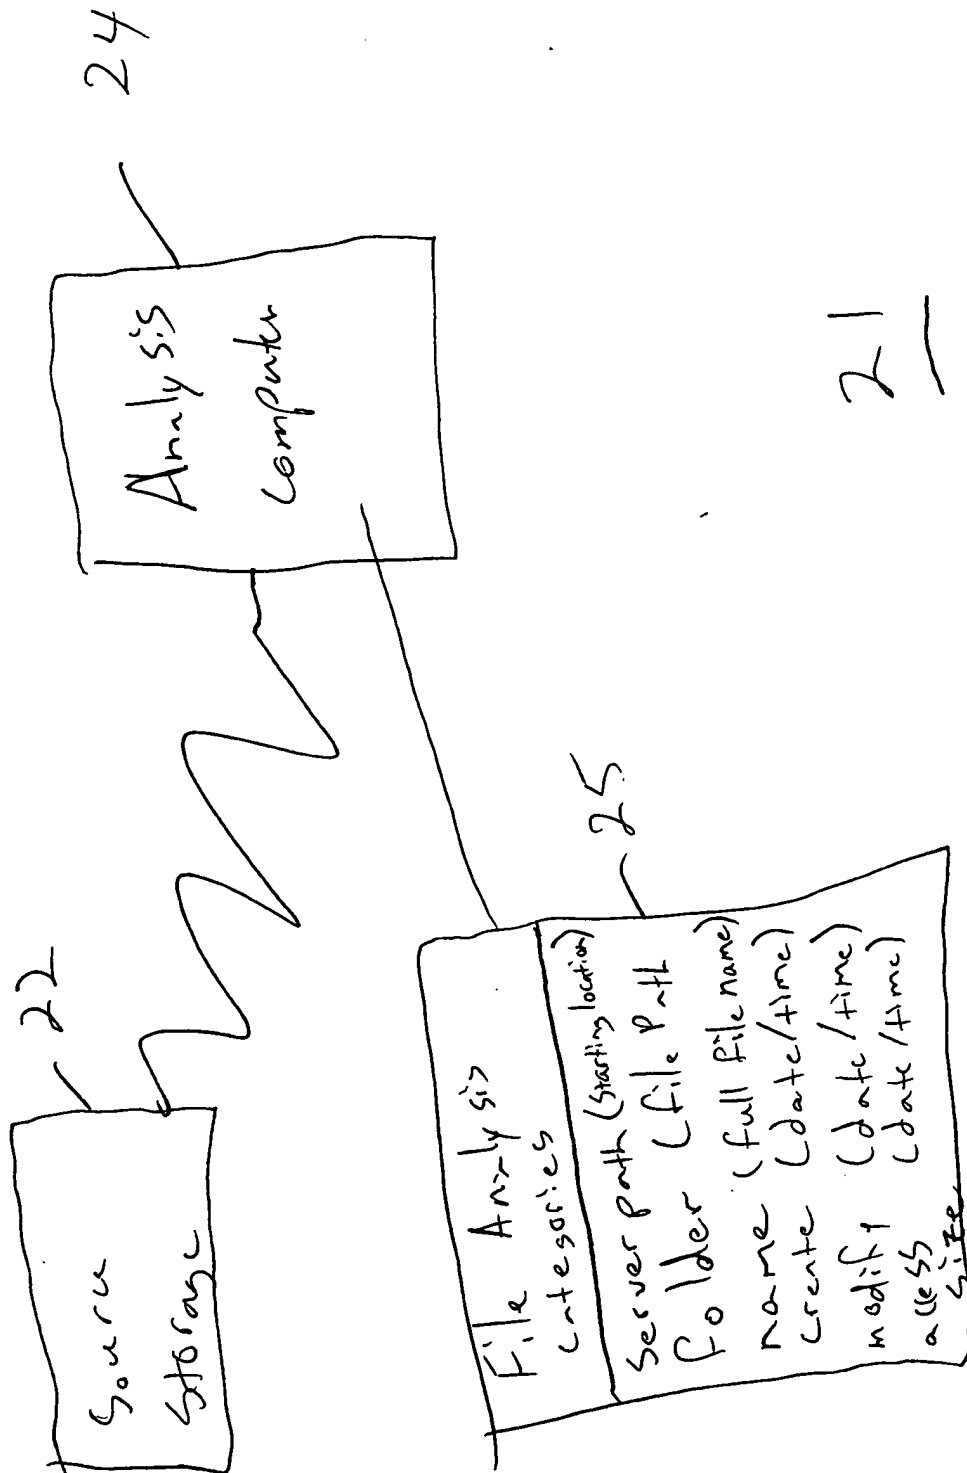 22
Source
Storage
24
Analysis
Computer
File Analysis
Categories
25
Server path (starting location)
folder (file path)
name (full file name)
create (date/time)
modify (date/time)
access (date/time)
size
21